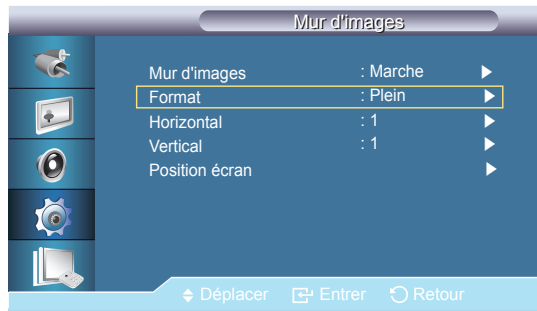 Mur d'images
Mur d'images : Marche
Format : Plein
Horizontal : 1
Vertical : 1
Position écran
Déplacer Entrer Retour